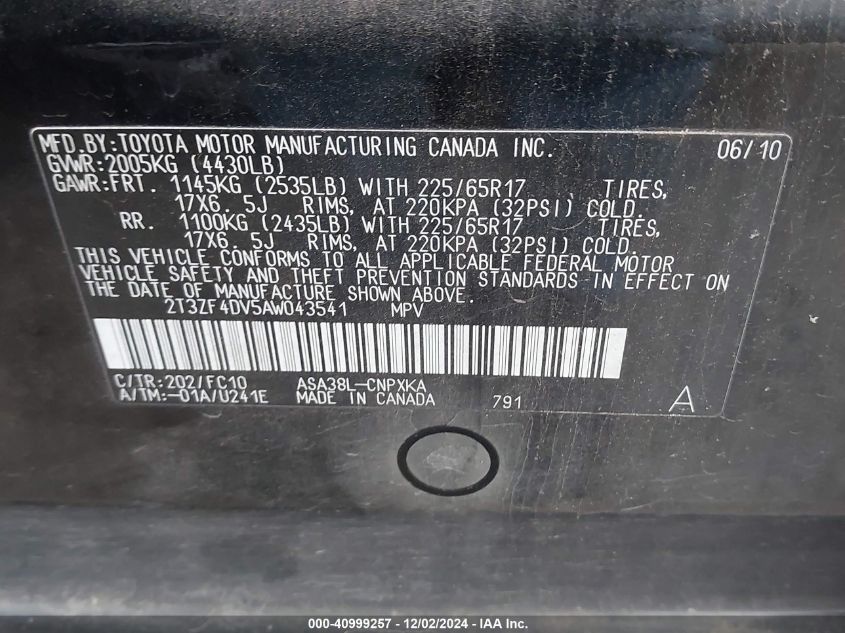 MFD.BY:TOYOTA MOTOR MANUFACTURING CANADA INC. 06/10
GVWR:2005KG (4430LB)
GAWR:FRT. 1145KG (2535LB) WITH 225/65R17 TIRES,
17X6.5J RIMS, AT 220KPA (32PSI) COLD.
RR. 1100KG (2435LB) WITH 225/65R17 TIRES,
17X6.5J RIMS, AT 220KPA (32PSI) COLD.
THIS VEHICLE CONFORMS TO ALL APPLICABLE FEDERAL MOTOR
VEHICLE SAFETY AND THEFT PREVENTION STANDARDS IN EFFECT ON
THE DATE OF MANUFACTURE SHOWN ABOVE.
2T3ZF4DV5AW043541 MPV
C/TR:202/FC10 ASA38L-CNPXKA
A/TM:-01A/U241E MADE IN CANADA 791 A
000-40999257 - 12/02/2024 - IAA Inc.